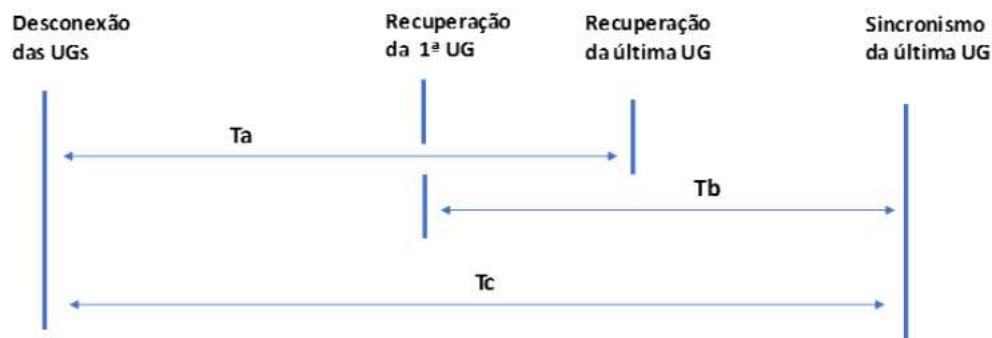 Desconexão
das UGs
Recuperação
da 1ª UG
Recuperação
da última UG
Sincronismo
da última UG
Ta
Tb
Tc